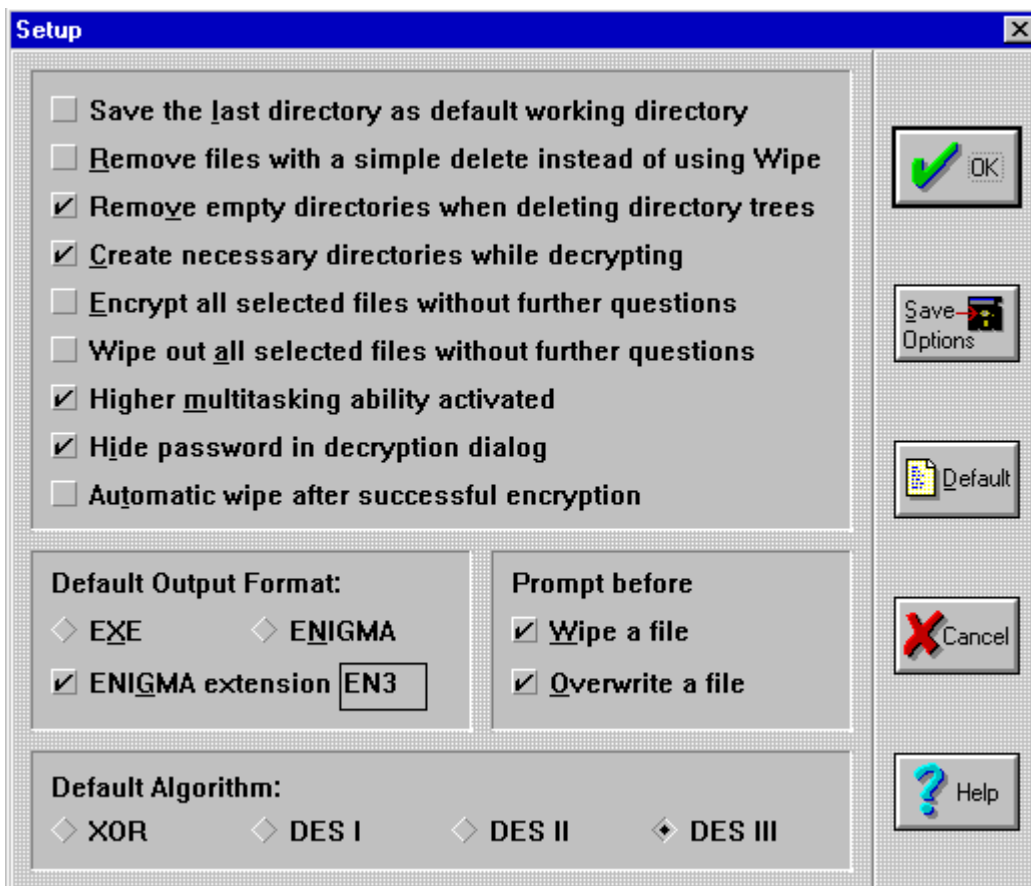 Setup
Save the last directory as default working directory
Remove files with a simple delete instead of using Wipe
Remove empty directories when deleting directory trees
Create necessary directories while decrypting
Encrypt all selected files without further questions
Wipe out all selected files without further questions
Higher multitasking ability activated
Hide password in decryption dialog
Automatic wipe after successful encryption
Default Output Format:
EXE
ENIGMA
ENIGMA extension EN3
Prompt before
Wipe a file
Overwrite a file
Default Algorithm:
XOR
DES I
DES II
DES III
OK
Save
Options
Default
Cancel
Help